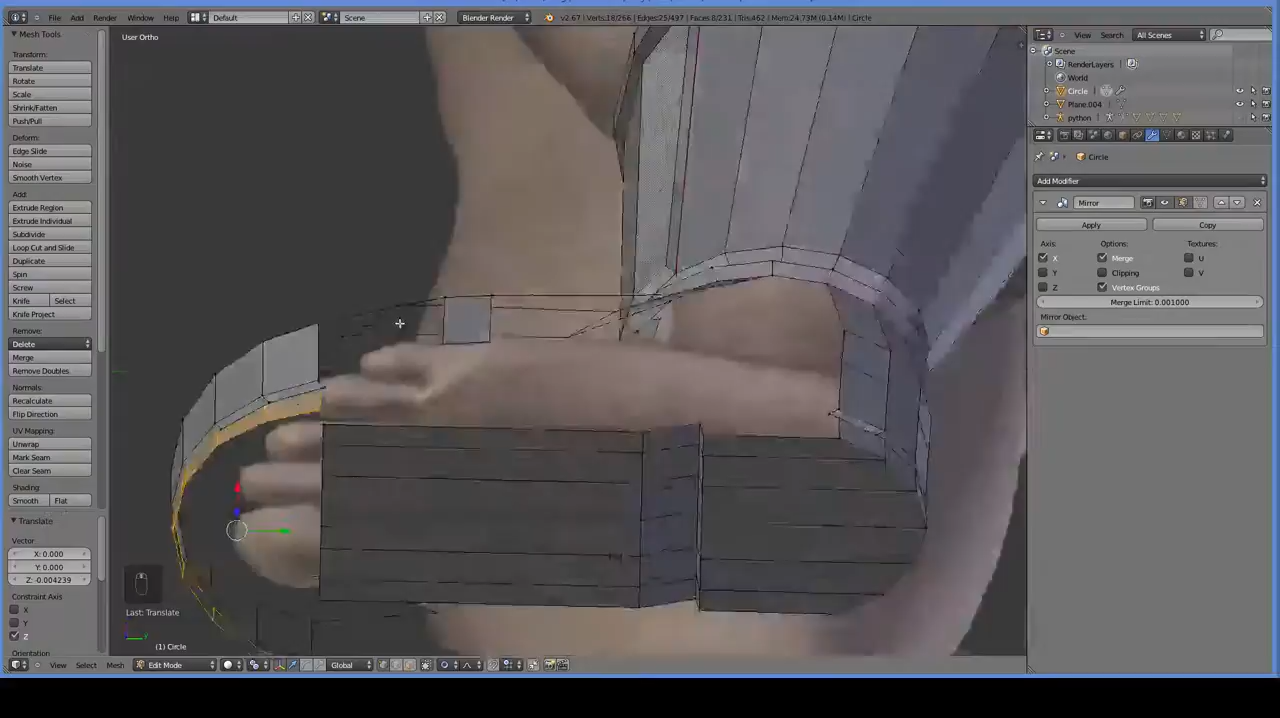 File Add Render Window Help Default Scene Blender Render v2.67 | Verts:18/266 | Edges:25/497 | Faces:8/231 | Tris:462 | Mem:24.73M (0.14M) | Circle
Mesh Tools
User Ortho
View Search All Scenes
Scene
RenderLayers
World
Circle
Plane.004
python
Transform:
Translate
Rotate
Scale
Shrink/Fatten
Push/Pull
Deform:
Edge Slide
Noise
Smooth Vertex
Add:
Extrude Region
Extrude Individual
Subdivide
Loop Cut and Slide
Duplicate
Spin
Screw
Knife Select
Knife Project
Remove:
Delete
Merge
Remove Doubles
Normals:
Recalculate
Flip Direction
UV Mapping:
Unwrap
Mark Seam
Clear Seam
Shading:
Smooth Flat
Translate
Vector
X: 0.000
Y: 0.000
Z: -0.004239
Constraint Axis
X
Y
Z
Orientation
Last: Translate
(1) Circle
Circle
Add Modifier
Mirror
Apply Copy
Axis: Options: Textures:
X Merge U
Y Clipping V
Z Vertex Groups
Merge Limit: 0.001000
Mirror Object:
View Select Mesh Edit Mode Global